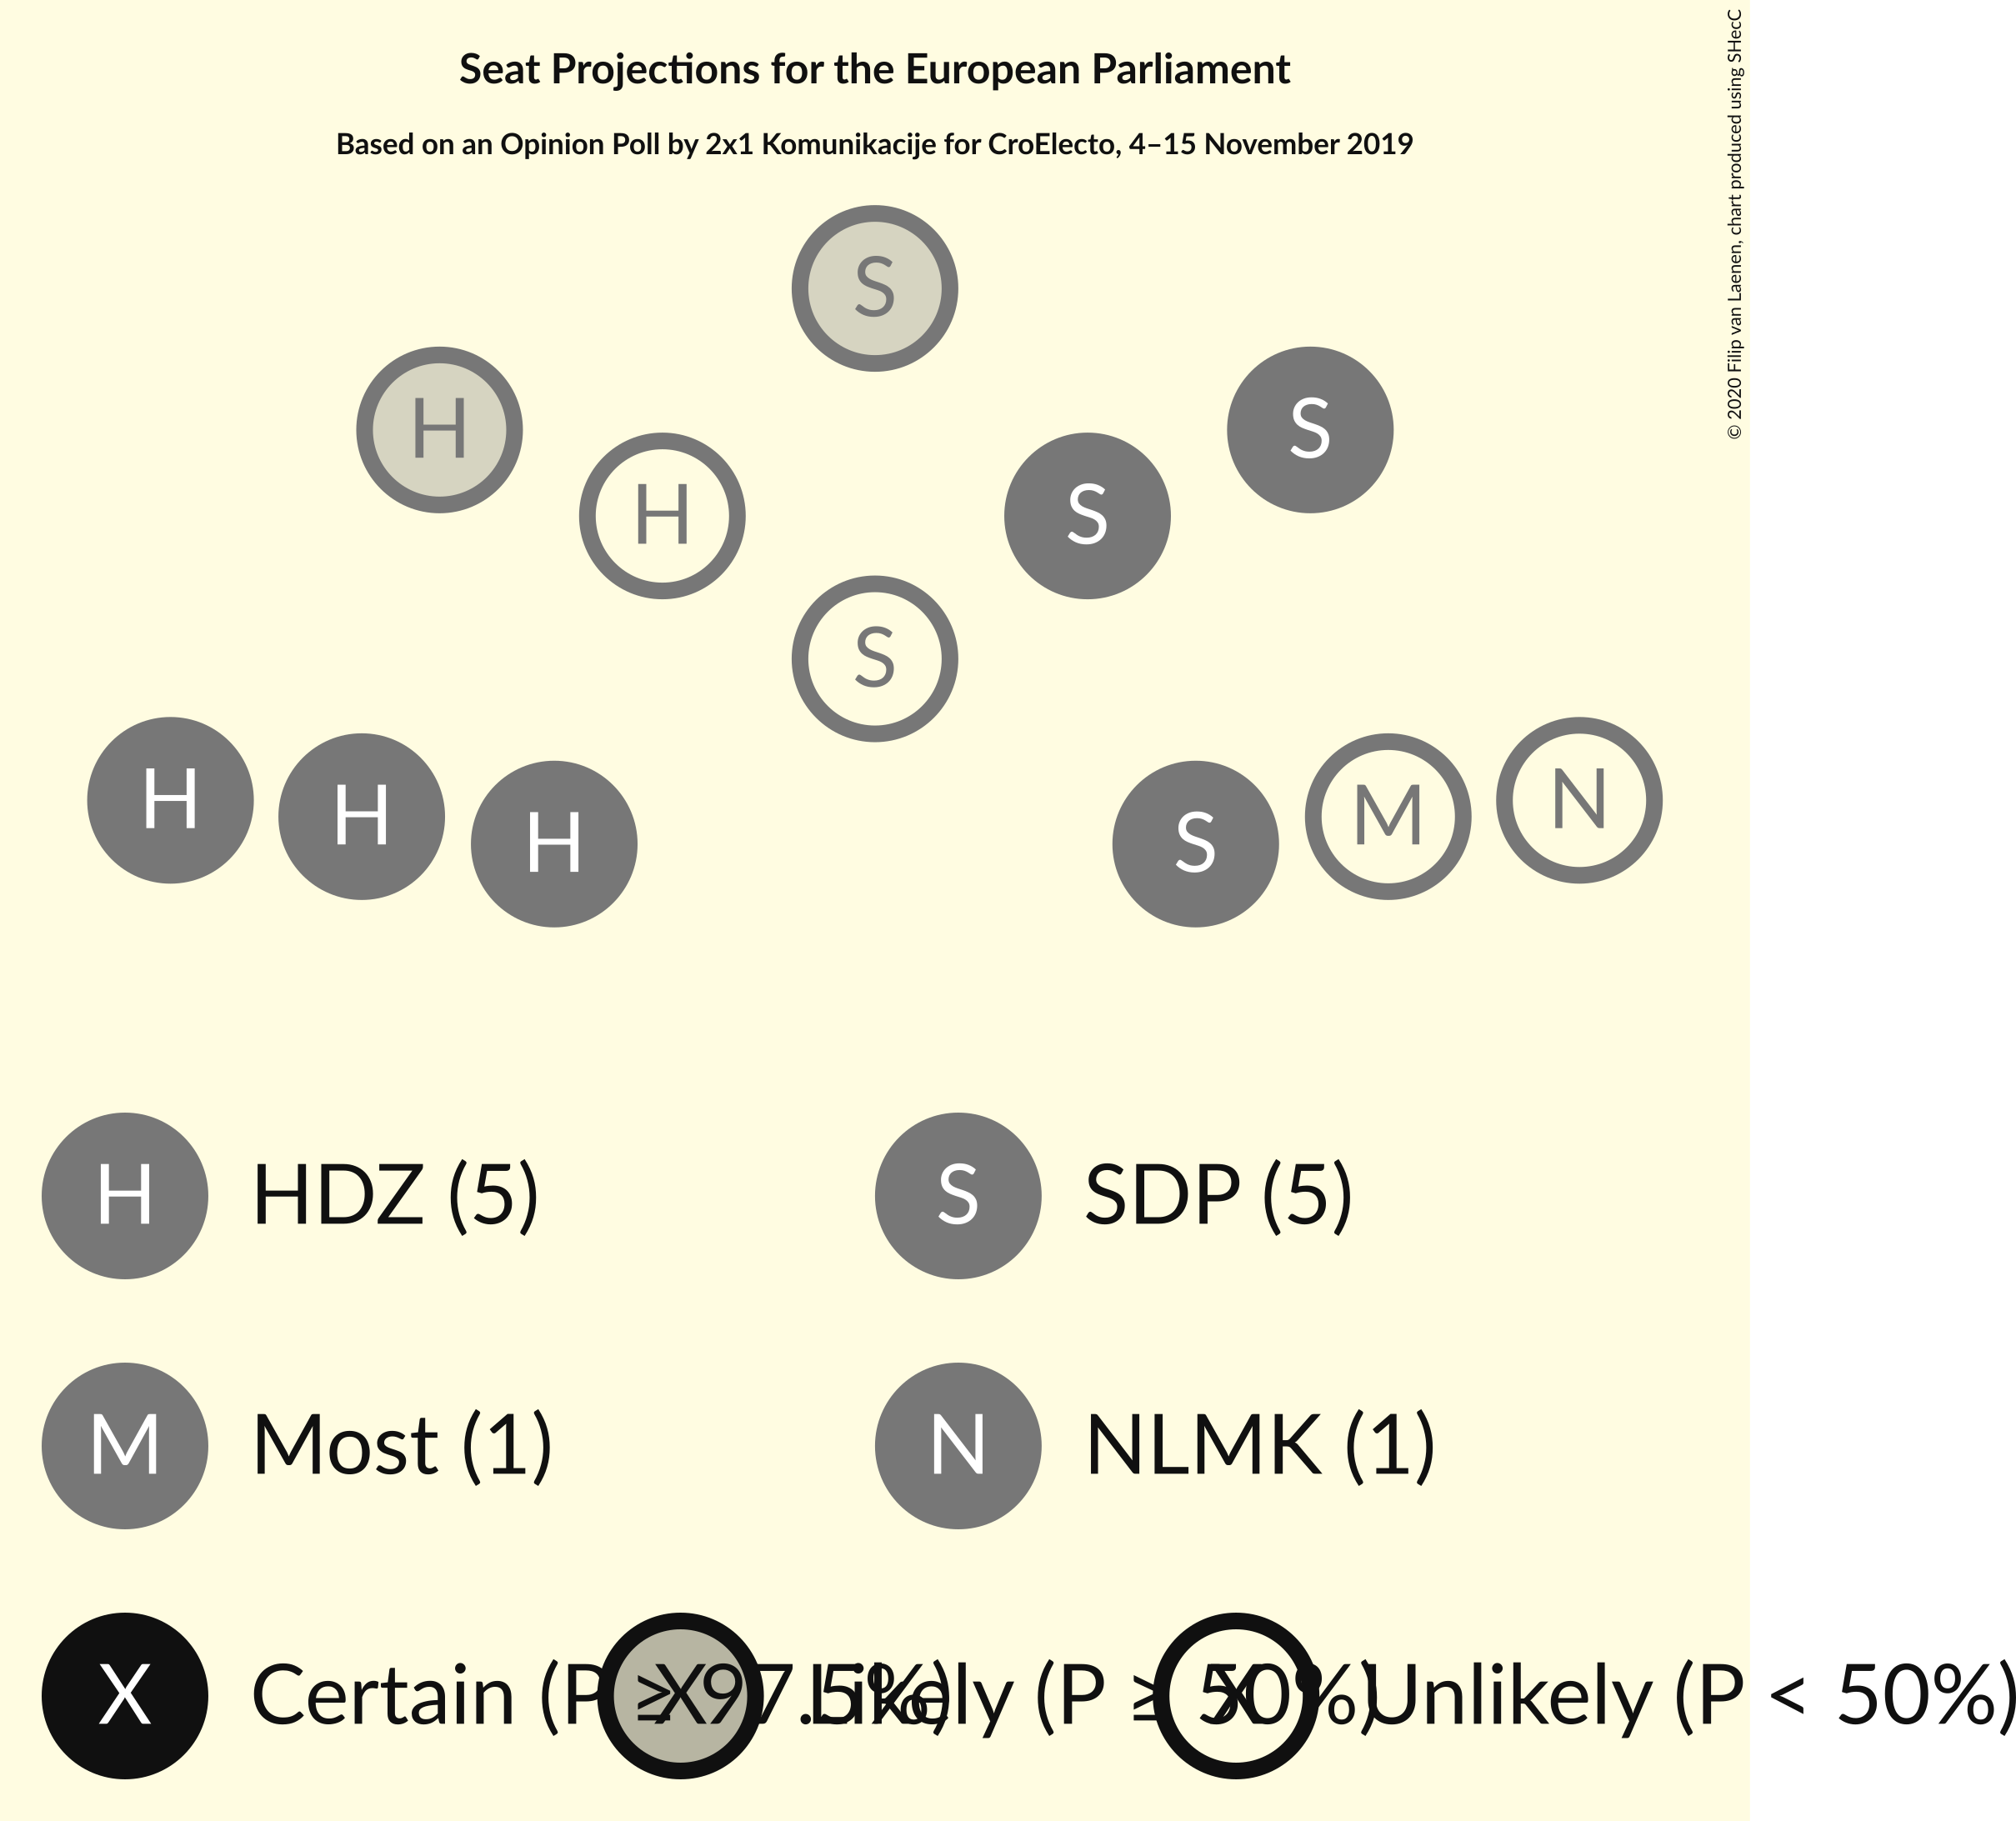 Seat Projections for the European Parliament
Based on an Opinion Poll by 2x1 Komunikacije for CroElecto, 4–15 November 2019
© 2020 Filip van Laenen, chart produced using SHecC
S
H
S
H
S
S
H
H
H
S
M
N
H HDZ (5)
S SDP (5)
M Most (1)
N NLMK (1)
X Certain (P ≥ 97.5%)
X Likely (P ≥ 50%)
X Unlikely (P < 50%)